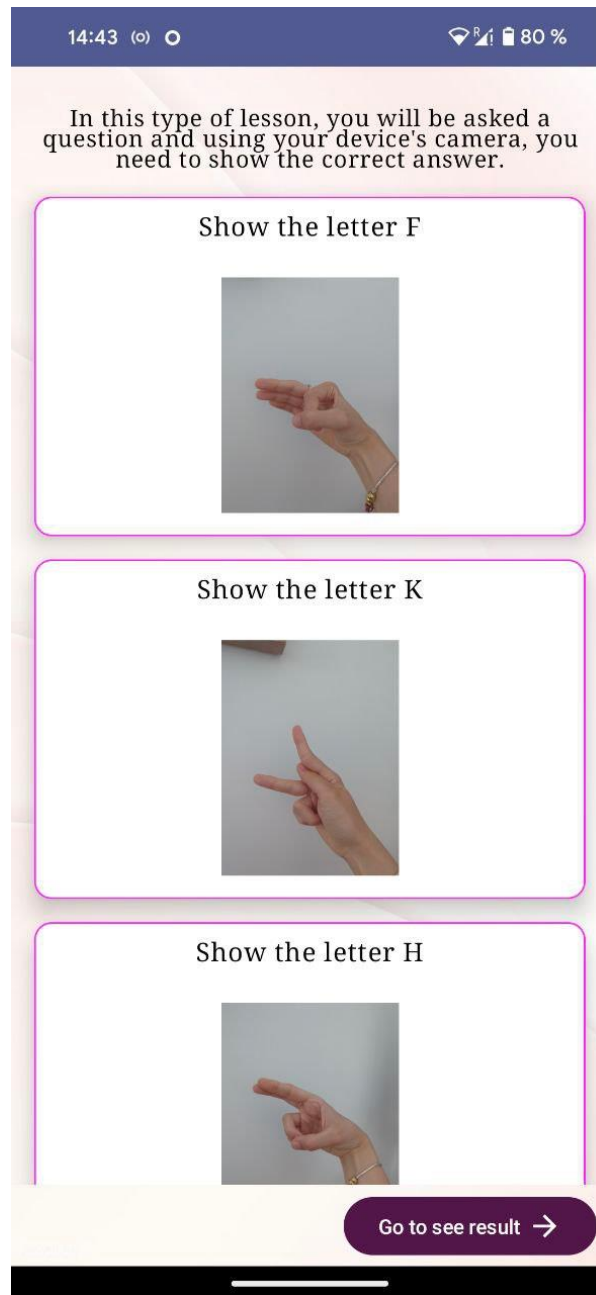 14:43
80 %
In this type of lesson, you will be asked a
question and using your device's camera, you
need to show the correct answer.
Show the letter F
Show the letter K
Show the letter H
Go to see result →